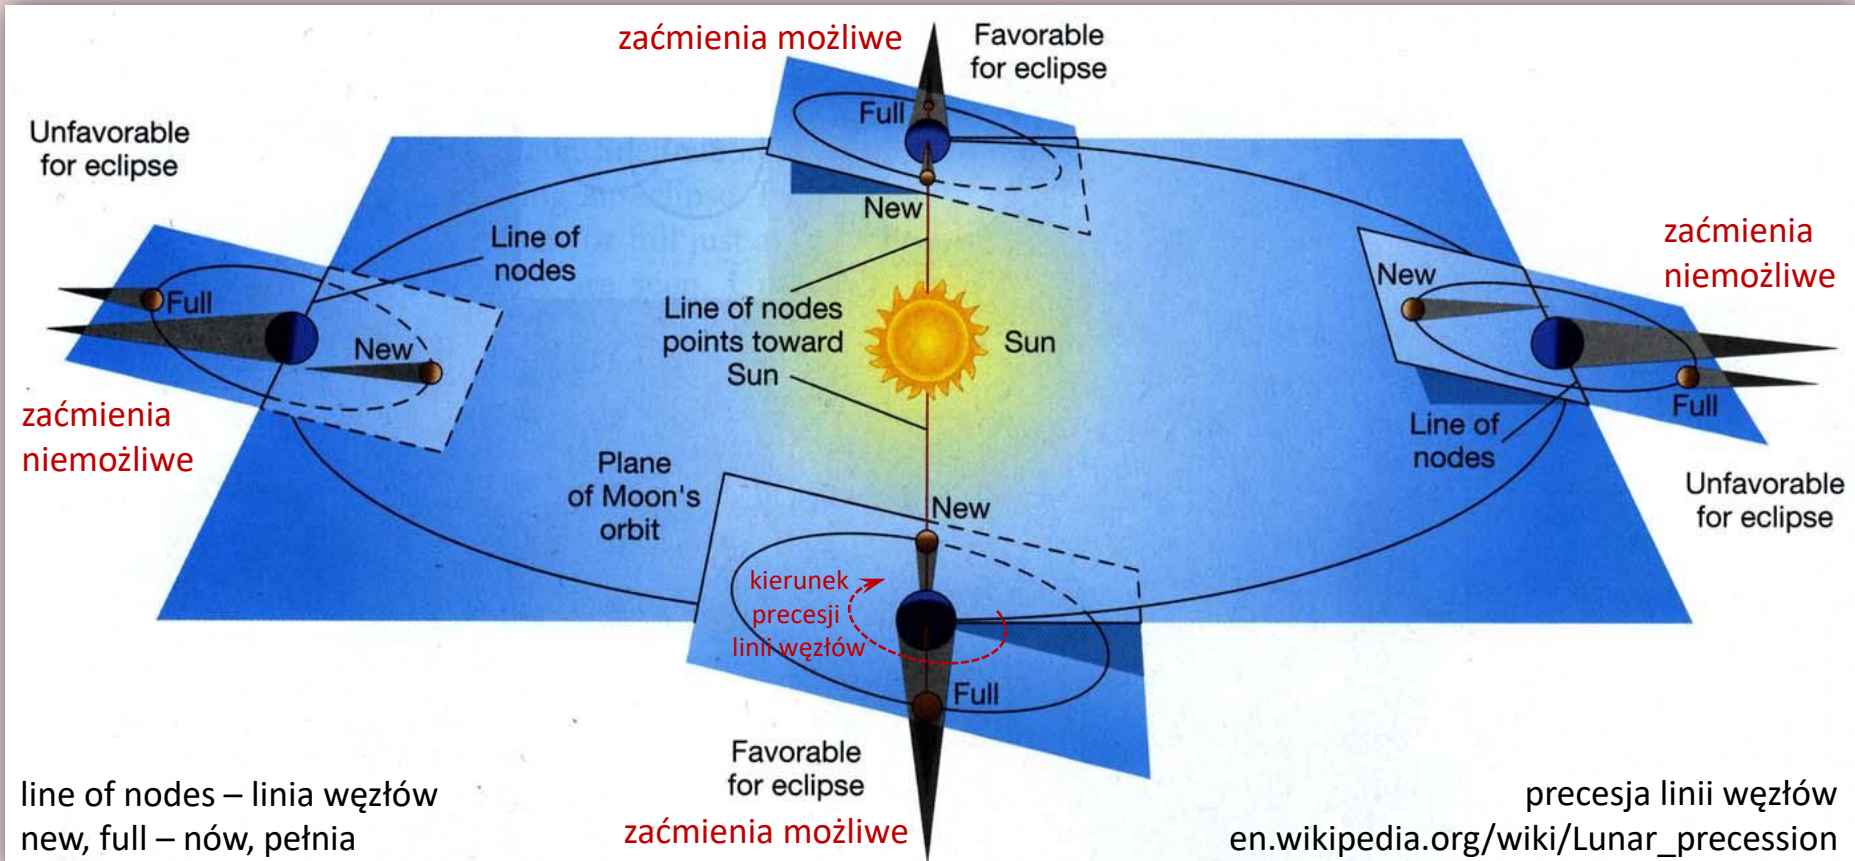 zaćmienia możliwe
Favorable
for eclipse
Unfavorable
for eclipse
Full
New
Line of
nodes
Line of nodes
points toward
Sun
Sun
zaćmienia
niemożliwe
New
Full
Line of
nodes
Unfavorable
for eclipse
Full
New
zaćmienia
niemożliwe
Plane
of Moon's
orbit
New
kierunek
precesji
linii węzłów
Full
Favorable
for eclipse
zaćmienia możliwe
line of nodes – linia węzłów
new, full – nów, pełnia
precesja linii węzłów
en.wikipedia.org/wiki/Lunar_precession